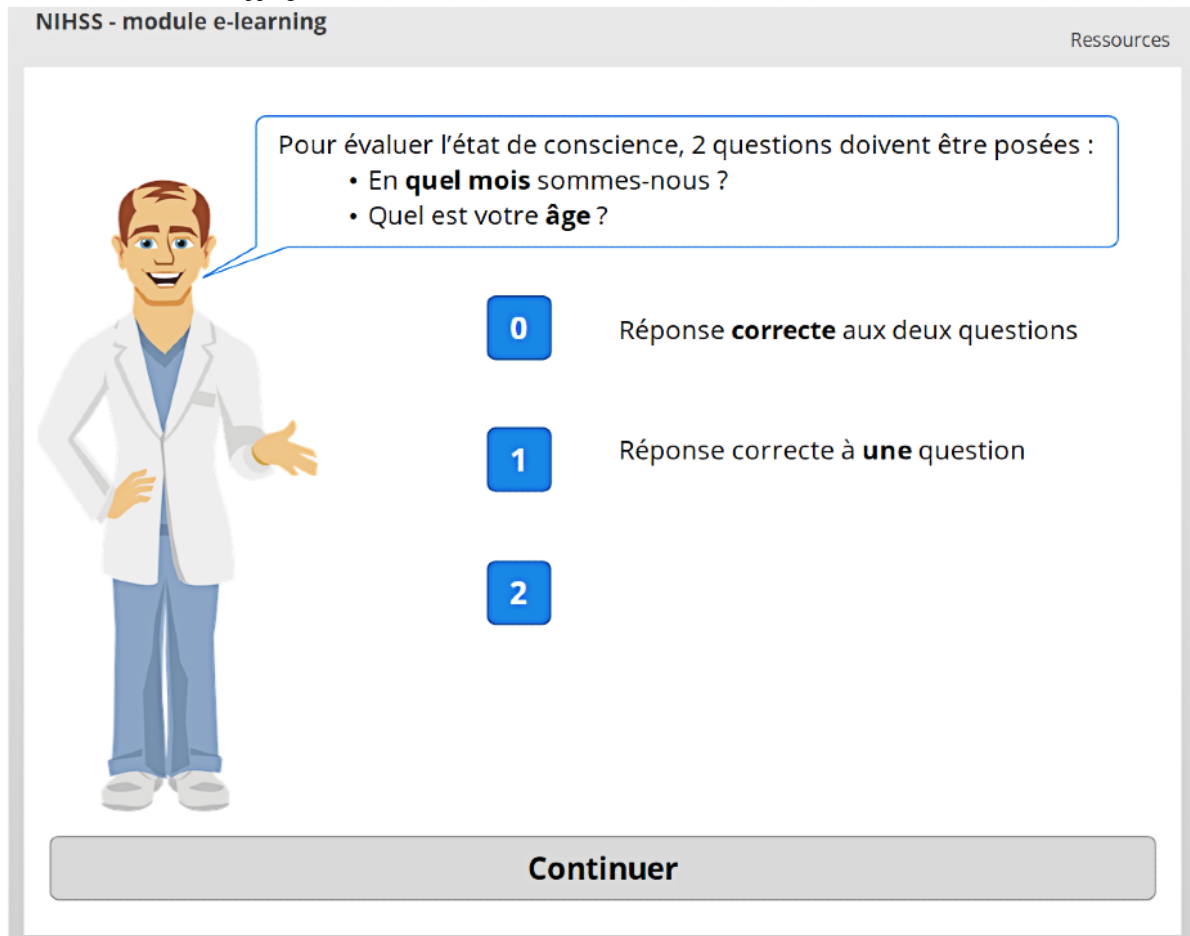 NIHSS - module e-learning
Ressources
Pour évaluer l’état de conscience, 2 questions doivent être posées :
• En quel mois sommes-nous ?
• Quel est votre âge ?
0 Réponse correcte aux deux questions
1 Réponse correcte à une question
2
Continuer